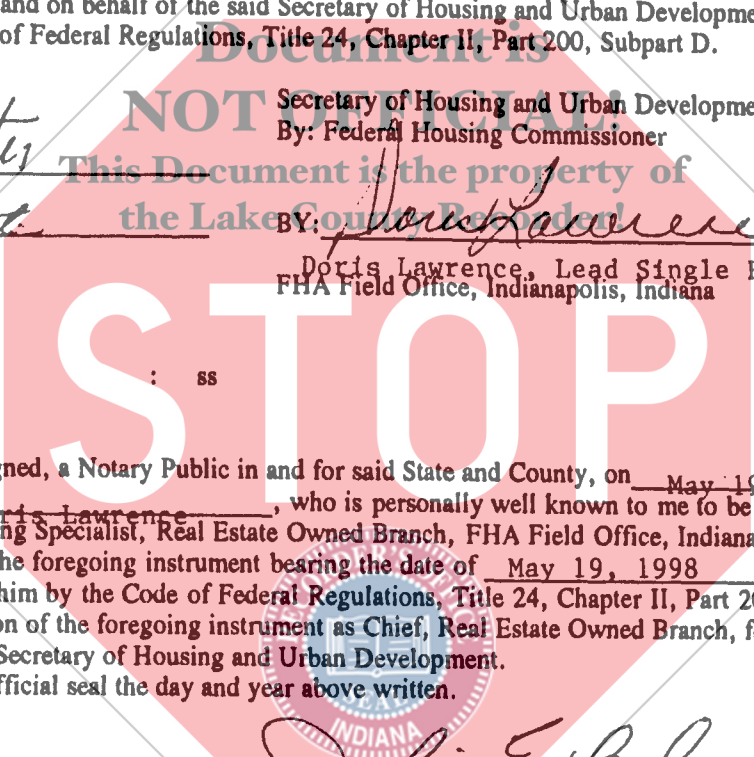 and on behalf of the said Secretary of Housing and Urban Developme
of Federal Regulations, Title 24, Chapter II, Part 200, Subpart D.
Document is
NOT OFFICIAL!
This Document is the property of
the Lake County Recorder!
Secretary of Housing and Urban Developme
By: Federal Housing Commissioner
BY: Doris Lawrence
Doris Lawrence, Lead Single
FHA Field Office, Indianapolis, Indiana
STOP
: ss
gned, a Notary Public in and for said State and County, on May 19
ris Lawrence, who is personally well known to me to be
ng Specialist, Real Estate Owned Branch, FHA Field Office, Indiana
he foregoing instrument bearing the date of May 19, 1998
him by the Code of Federal Regulations, Title 24, Chapter II, Part 20
on of the foregoing instrument as Chief, Real Estate Owned Branch, f
Secretary of Housing and Urban Development.
fficial seal the day and year above written.
SEAL
INDIANA